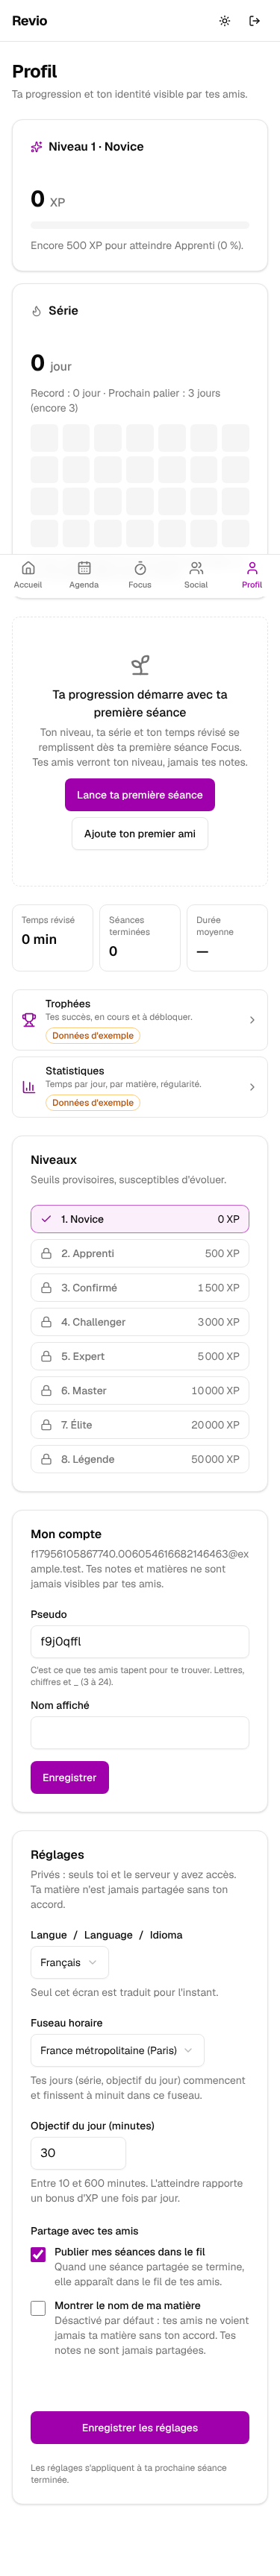 Revio
Profil
Ta progression et ton identité visible par tes amis.
Niveau 1 · Novice
0 XP
Encore 500 XP pour atteindre Apprenti (0 %).
Série
0 jour
Record : 0 jour · Prochain palier : 3 jours
(encore 3)
Accueil
Agenda
Focus
Social
Profil
Ta progression démarre avec ta
première séance
Ton niveau, ta série et ton temps révisé se
remplissent dès ta première séance Focus.
Tes amis verront ton niveau, jamais tes notes.
Lance ta première séance
Ajoute ton premier ami
Temps révisé
0 min
Séances
terminées
0
Durée
moyenne
—
Trophées
Tes succès, en cours et à débloquer.
Données d'exemple
Statistiques
Temps par jour, par matière, régularité.
Données d'exemple
Niveaux
Seuils provisoires, susceptibles d'évoluer.
1. Novice 0 XP
2. Apprenti 500 XP
3. Confirmé 1 500 XP
4. Challenger 3 000 XP
5. Expert 5 000 XP
6. Master 10 000 XP
7. Élite 20 000 XP
8. Légende 50 000 XP
Mon compte
f17956105867740.006054616682146463@ex
ample.test. Tes notes et matières ne sont
jamais visibles par tes amis.
Pseudo
f9j0qffl
C'est ce que tes amis tapent pour te trouver. Lettres,
chiffres et _ (3 à 24).
Nom affiché
Enregistrer
Réglages
Privés : seuls toi et le serveur y avez accès.
Ta matière n'est jamais partagée sans ton
accord.
Langue / Language / Idioma
Français
Seul cet écran est traduit pour l'instant.
Fuseau horaire
France métropolitaine (Paris)
Tes jours (série, objectif du jour) commencent
et finissent à minuit dans ce fuseau.
Objectif du jour (minutes)
30
Entre 10 et 600 minutes. L'atteindre rapporte
un bonus d'XP une fois par jour.
Partage avec tes amis
Publier mes séances dans le fil
Quand une séance partagée se termine,
elle apparaît dans le fil de tes amis.
Montrer le nom de ma matière
Désactivé par défaut : tes amis ne voient
jamais ta matière sans ton accord. Tes
notes ne sont jamais partagées.
Enregistrer les réglages
Les réglages s'appliquent à ta prochaine séance
terminée.